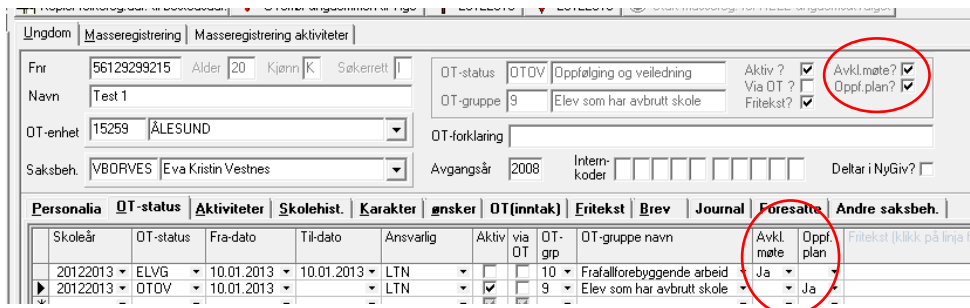 Ungdom Masseregistrering Masseregistrering aktiviteter
Fnr 56129299215 Alder 20 Kjønn K Søkerrett I
Navn Test 1
OT-enhet 15259 ÅLESUND
Saksbeh. VBORVES Eva Kristin Vestnes
OT-status OTOV Oppfølging og veiledning
OT-gruppe 9 Elev som har avbrutt skole
Aktiv ? Avkl.møte?
Via OT ? Oppf.plan?
Fritekst?
OT-forklaring
Avgangsår 2008 Intern-koder Deltar i NyGiv?
Personalia OT-status Aktiviteter Skolehist. Karakter ønsker OT(inntak) Fritekst Brev Journal Foresatte Andre saksbeh.
Skoleår OT-status Fra-dato Til-dato Ansvarlig Aktiv via OT OT-grp OT-gruppe navn Avkl. møte Oppf. plan Fritekst (klikk på linja f
20122013 ELVG 10.01.2013 10.01.2013 LTN 10 Frafallforebyggende arbeid Ja
20122013 OTOV 10.01.2013 LTN 9 Elev som har avbrutt skole Ja